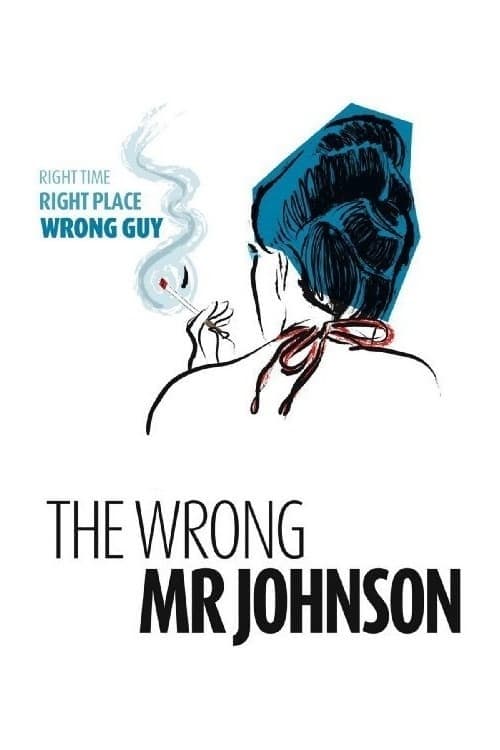 RIGHT TIME
RIGHT PLACE
WRONG GUY
THE WRONG
MR JOHNSON